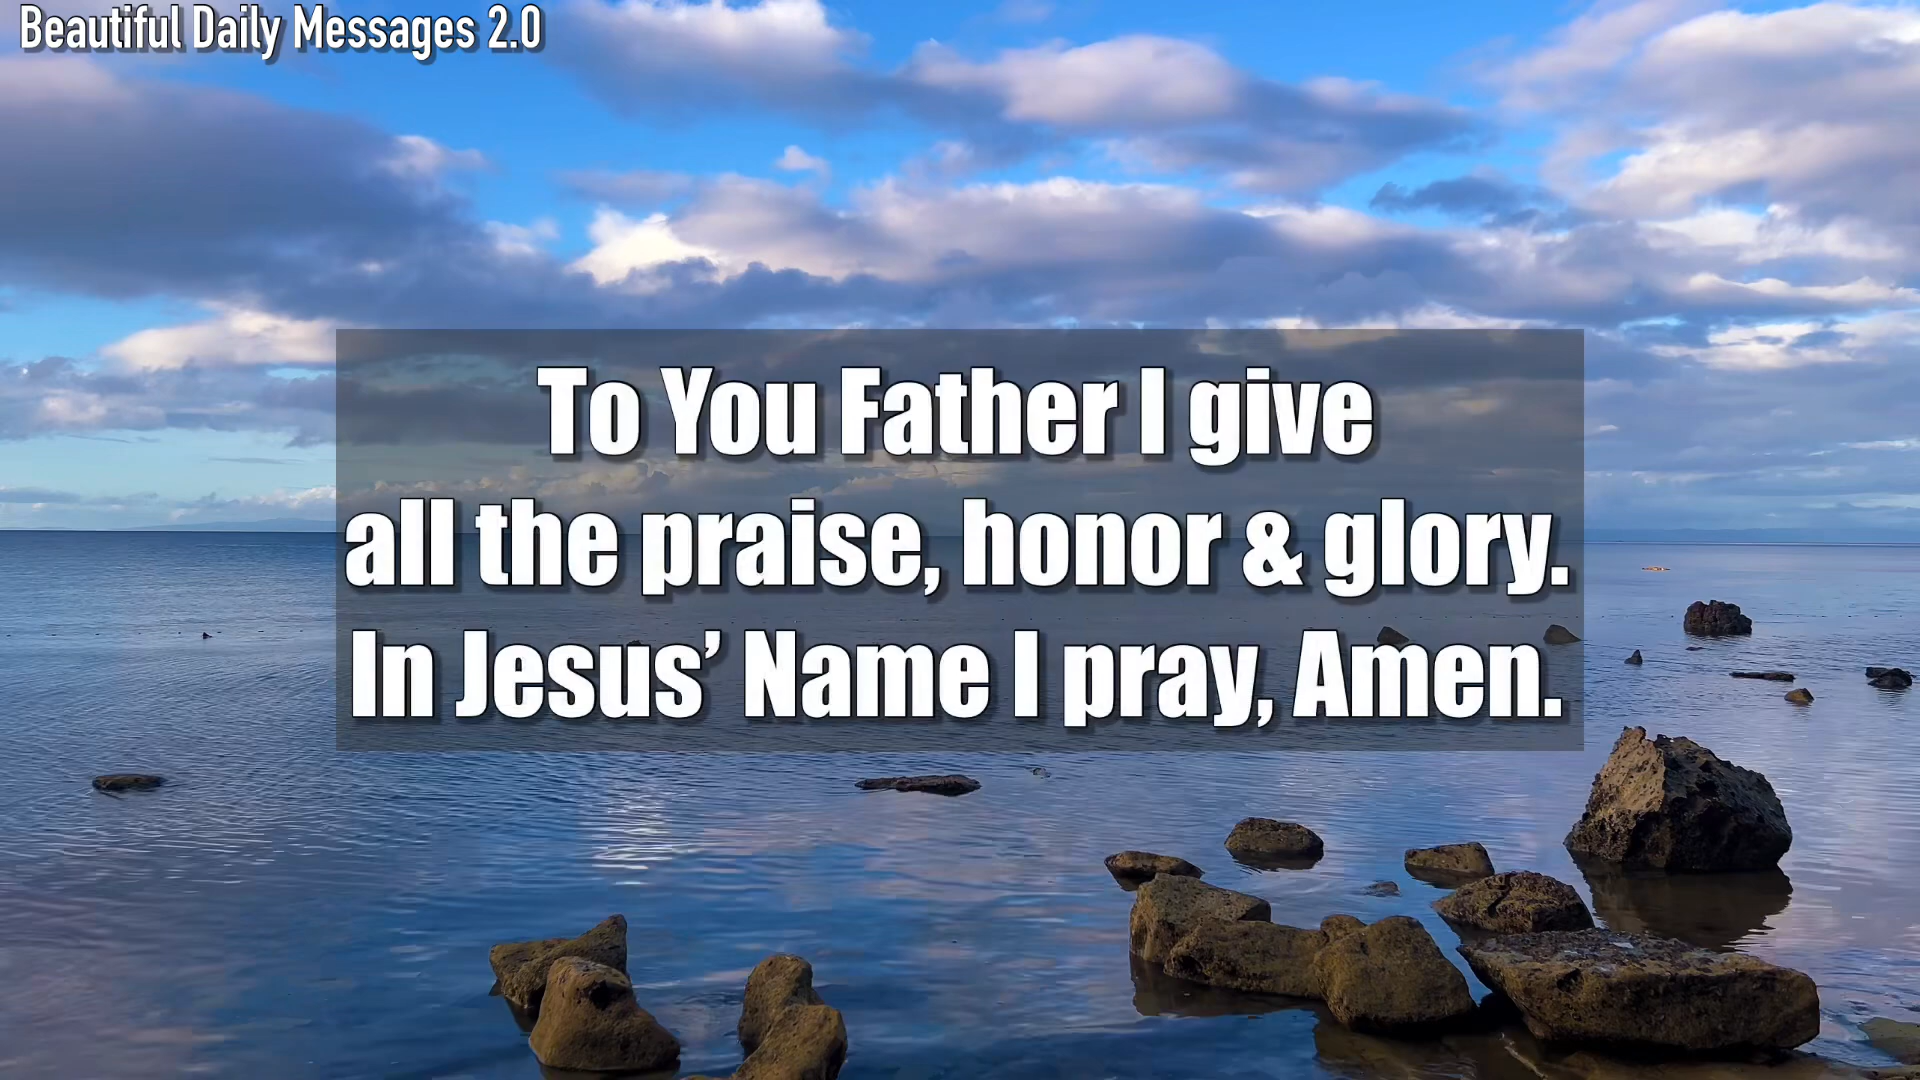 Beautiful Daily Messages 2.0
To You Father I give
all the praise, honor & glory.
In Jesus’ Name I pray, Amen.